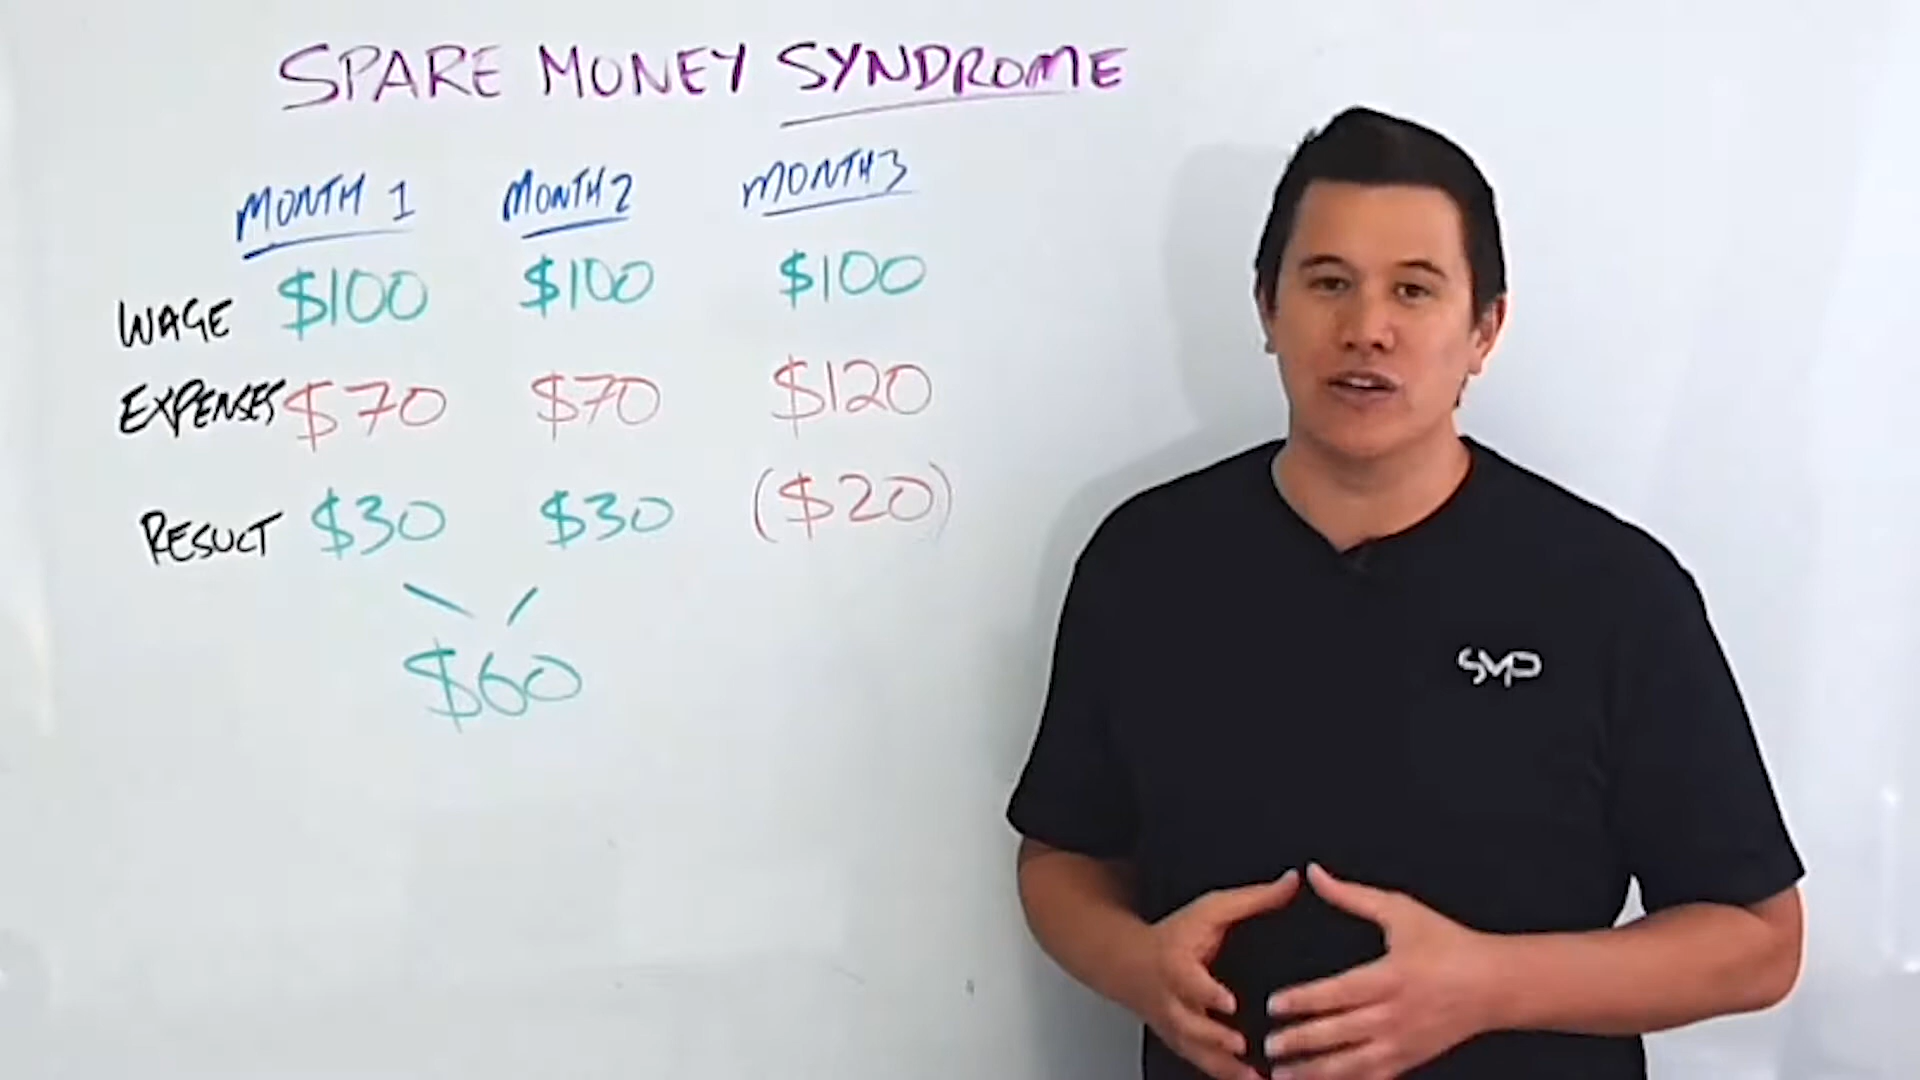 SPARE MONEY SYNDROME
MONTH 1 MONTH 2 MONTH 3
WAGE $100 $100 $100
EXPENSES $70 $70 $120
RESULT $30 $30 ($20)
$60
SMP